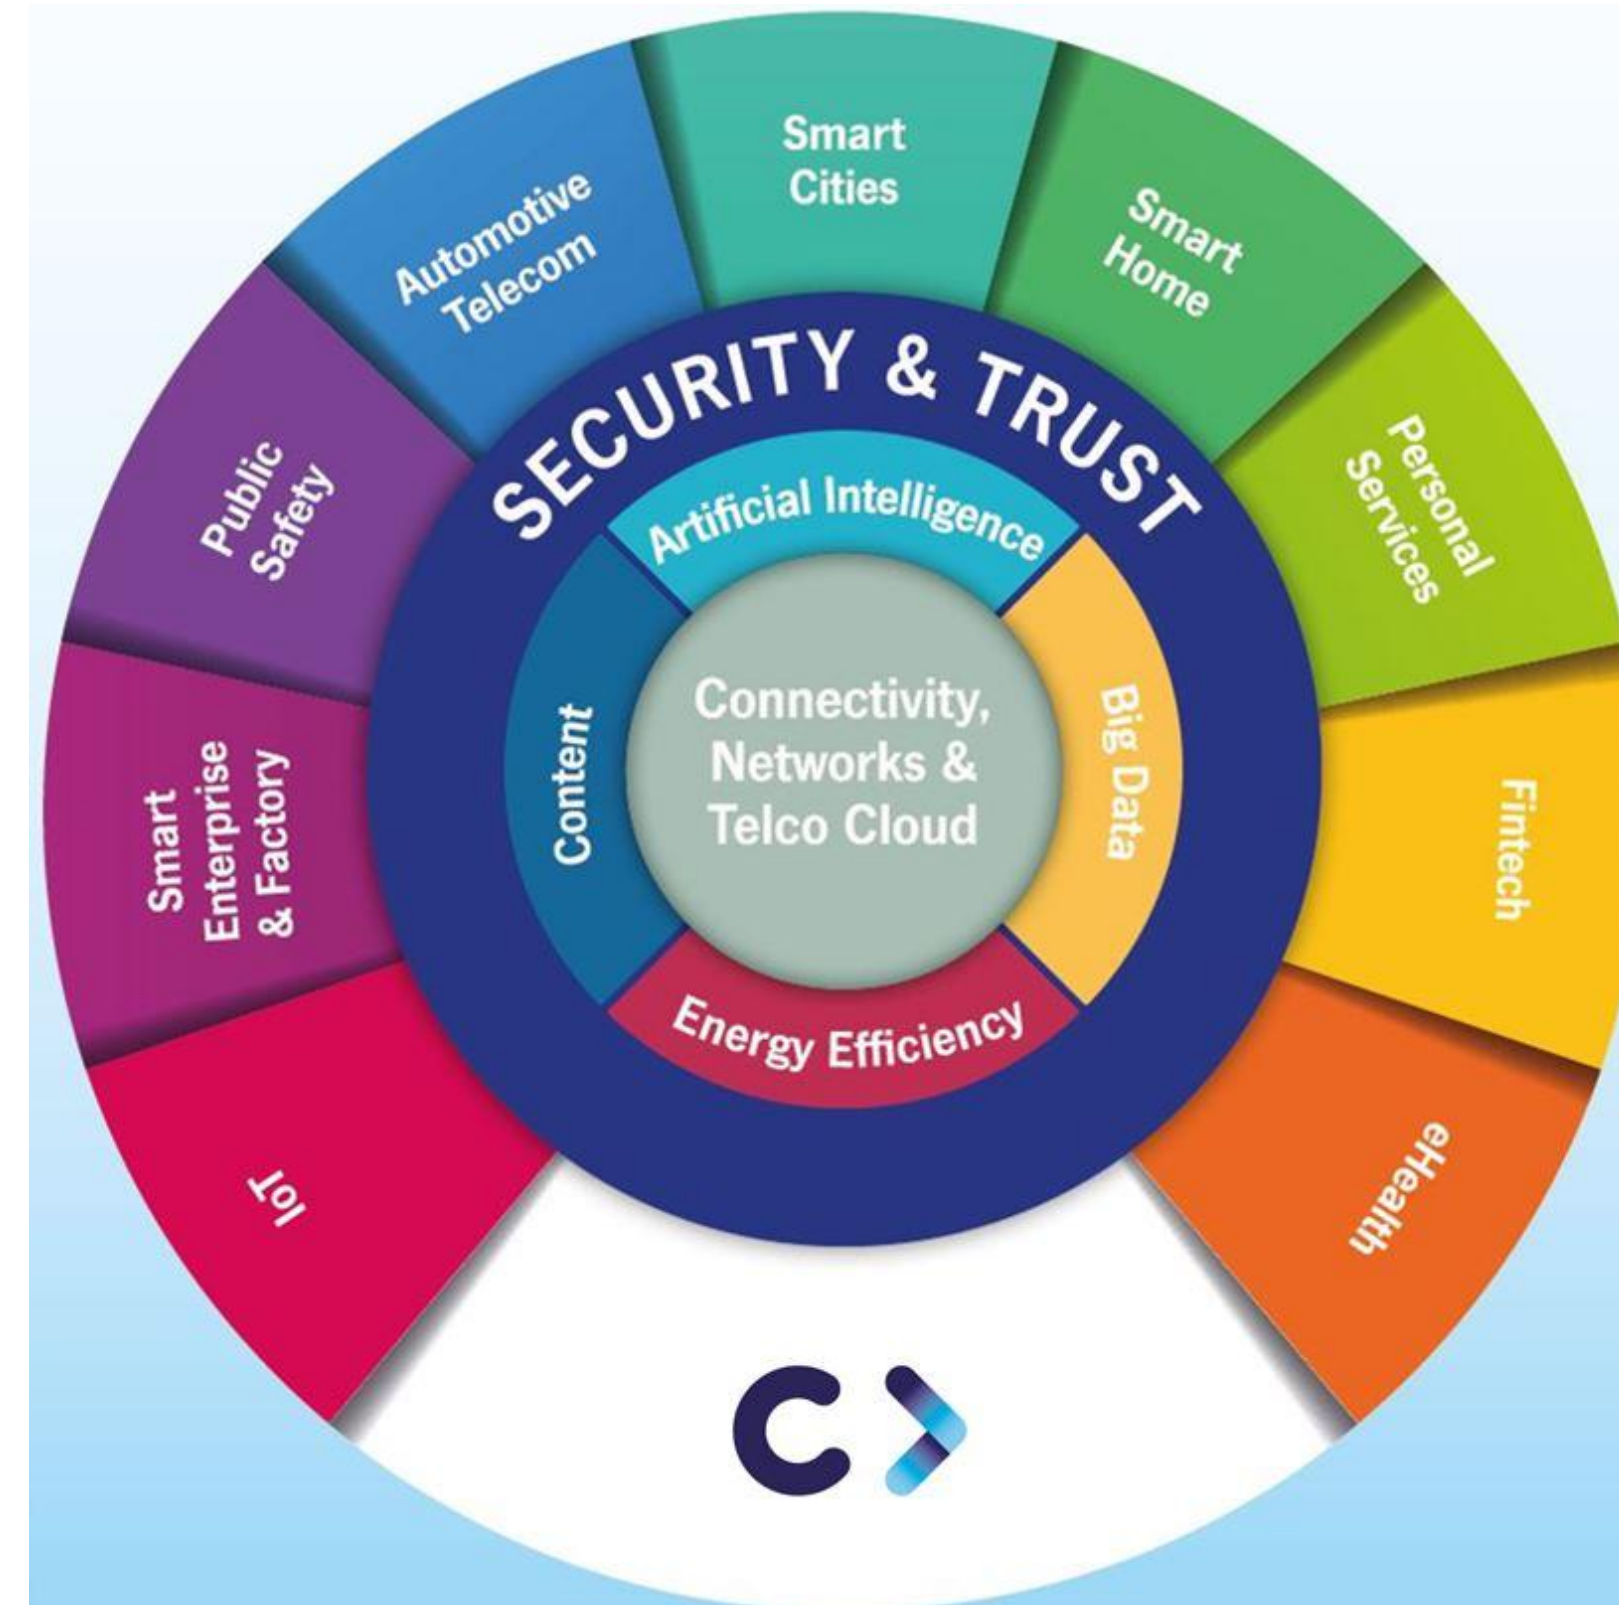 Smart
Cities
Smart
Home
Personal
Services
Fintech
eHealth
IoT
Smart
Enterprise
& Factory
Public
Safety
Automotive
Telecom
SECURITY & TRUST
Artificial Intelligence
Big Data
Energy Efficiency
Content
Connectivity,
Networks &
Telco Cloud